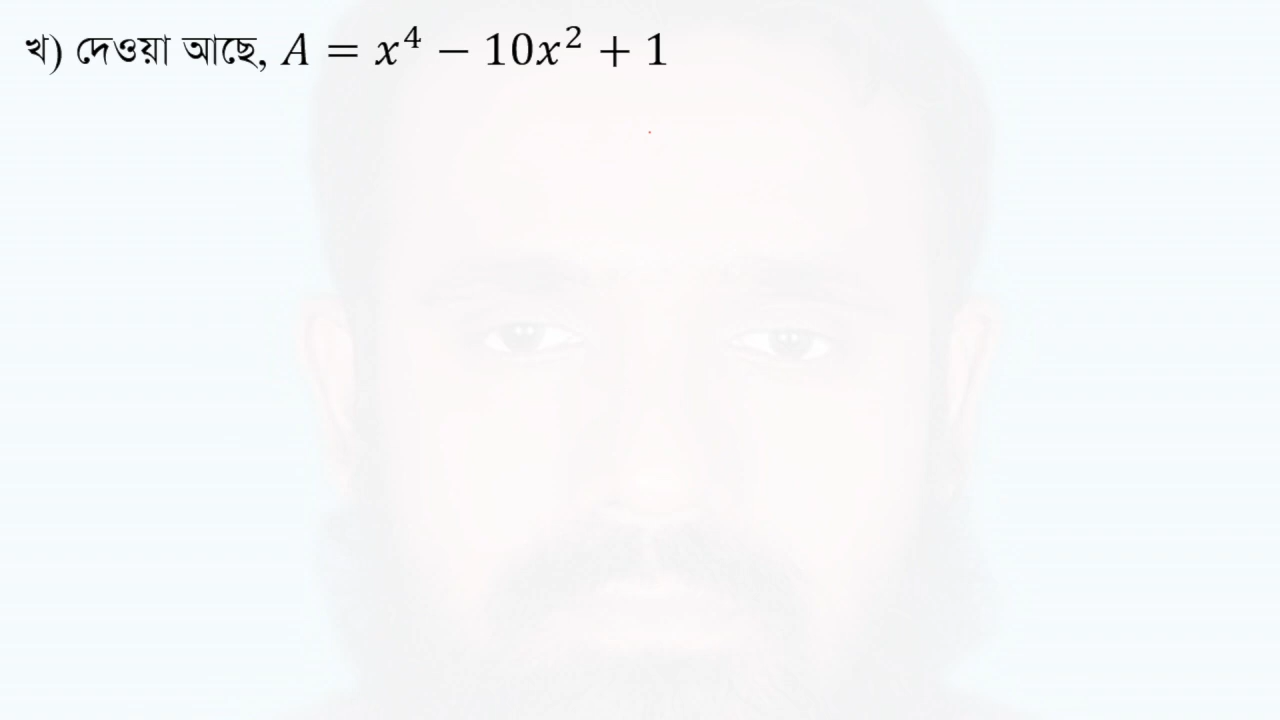 খ) দেওয়া আছে, A = x⁴ − 10x² + 1